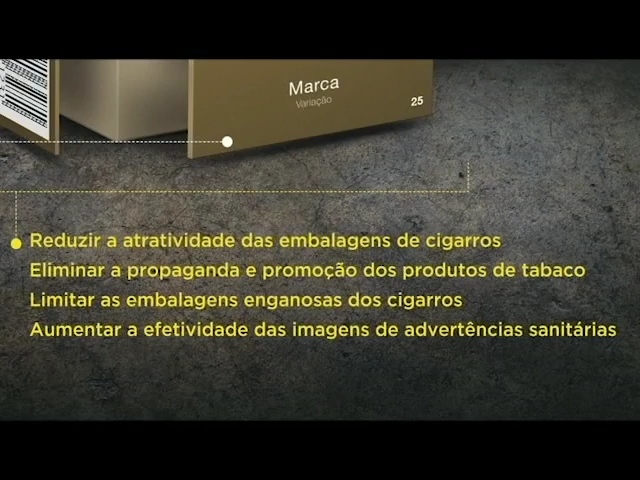 Marca
Variação
25
Reduzir a atratividade das embalagens de cigarros
Eliminar a propaganda e promoção dos produtos de tabaco
Limitar as embalagens enganosas dos cigarros
Aumentar a efetividade das imagens de advertências sanitárias